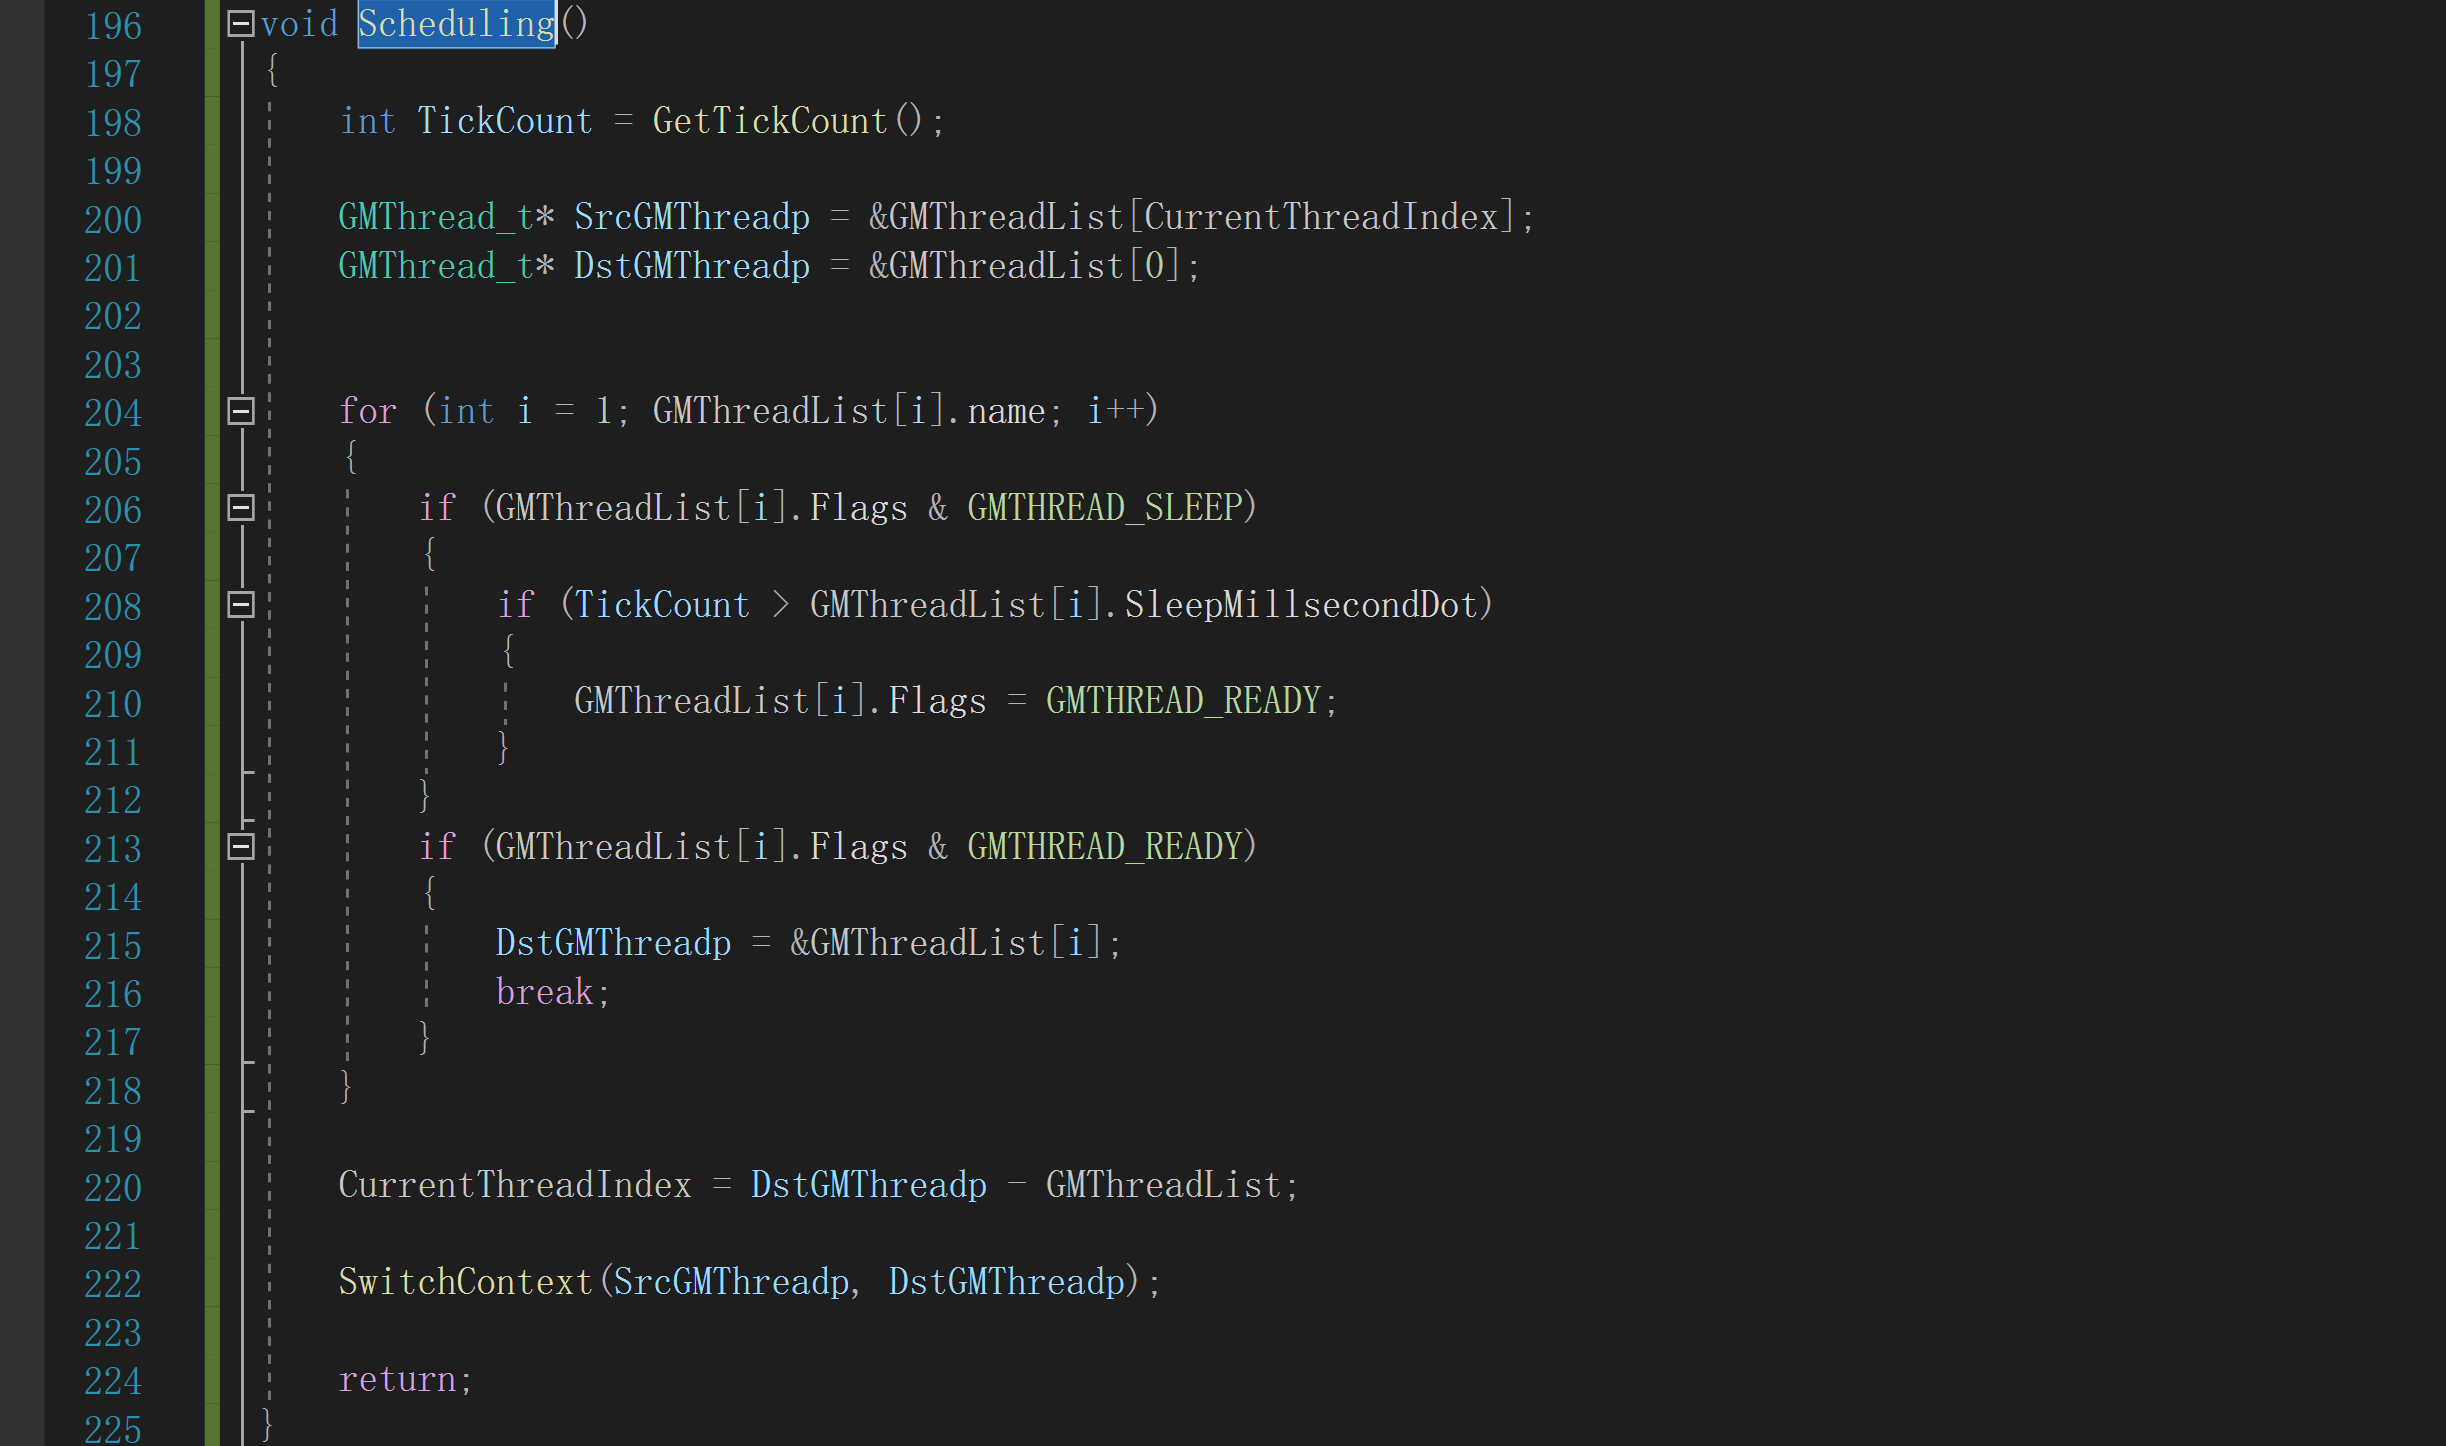 196 void Scheduling()
197 {
198 int TickCount = GetTickCount();
199
200 GMThread_t* SrcGMThreadp = &GMThreadList[CurrentThreadIndex];
201 GMThread_t* DstGMThreadp = &GMThreadList[0];
202
203
204 for (int i = 1; GMThreadList[i].name; i++)
205 {
206 if (GMThreadList[i].Flags & GMTHREAD_SLEEP)
207 {
208 if (TickCount > GMThreadList[i].SleepMillsecondDot)
209 {
210 GMThreadList[i].Flags = GMTHREAD_READY;
211 }
212 }
213 if (GMThreadList[i].Flags & GMTHREAD_READY)
214 {
215 DstGMThreadp = &GMThreadList[i];
216 break;
217 }
218 }
219
220 CurrentThreadIndex = DstGMThreadp - GMThreadList;
221
222 SwitchContext(SrcGMThreadp, DstGMThreadp);
223
224 return;
225 }